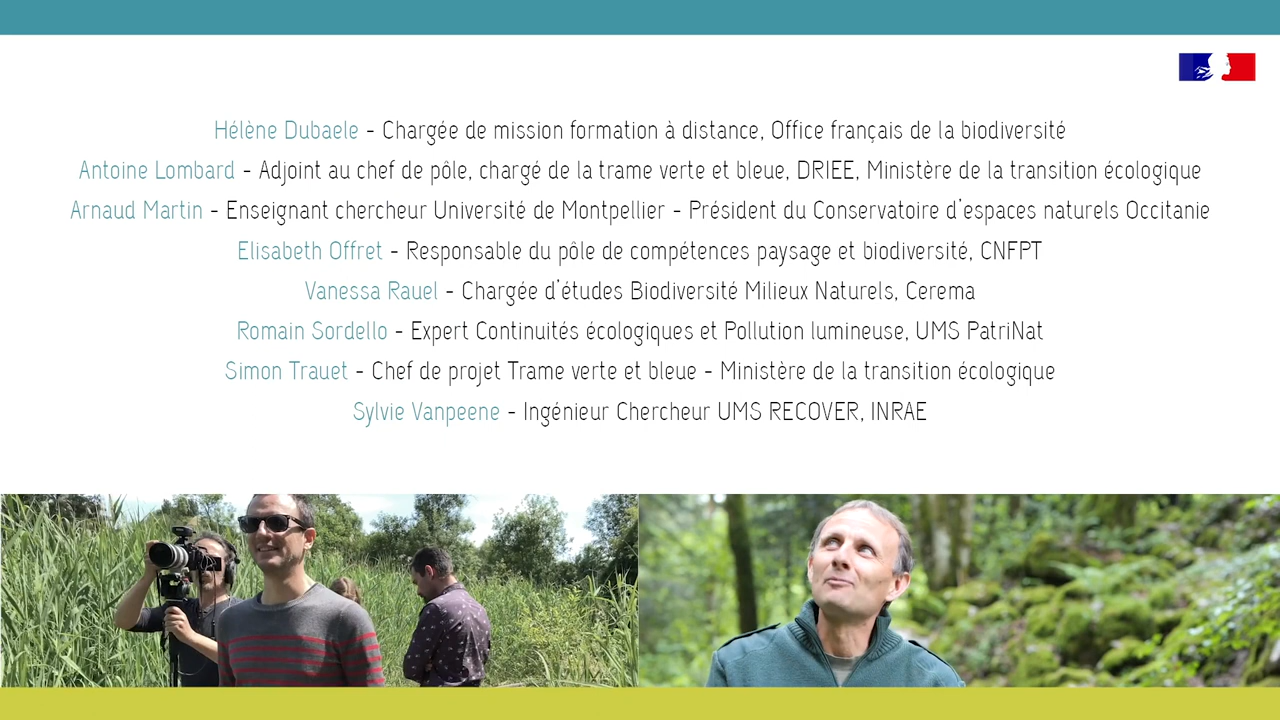 Hélène Dubaele - Chargée de mission formation à distance, Office français de la biodiversité
Antoine Lombard - Adjoint au chef de pôle, chargé de la trame verte et bleue, DRIEE, Ministère de la transition écologique
Arnaud Martin - Enseignant chercheur Université de Montpellier - Président du Conservatoire d'espaces naturels Occitanie
Elisabeth Offret - Responsable du pôle de compétences paysage et biodiversité, CNFPT
Vanessa Rauel - Chargée d'études Biodiversité Milieux Naturels, Cerema
Romain Sordello - Expert Continuités écologiques et Pollution lumineuse, UMS PatriNat
Simon Trauet - Chef de projet Trame verte et bleue - Ministère de la transition écologique
Sylvie Vanpeene - Ingénieur Chercheur UMS RECOVER, INRAE